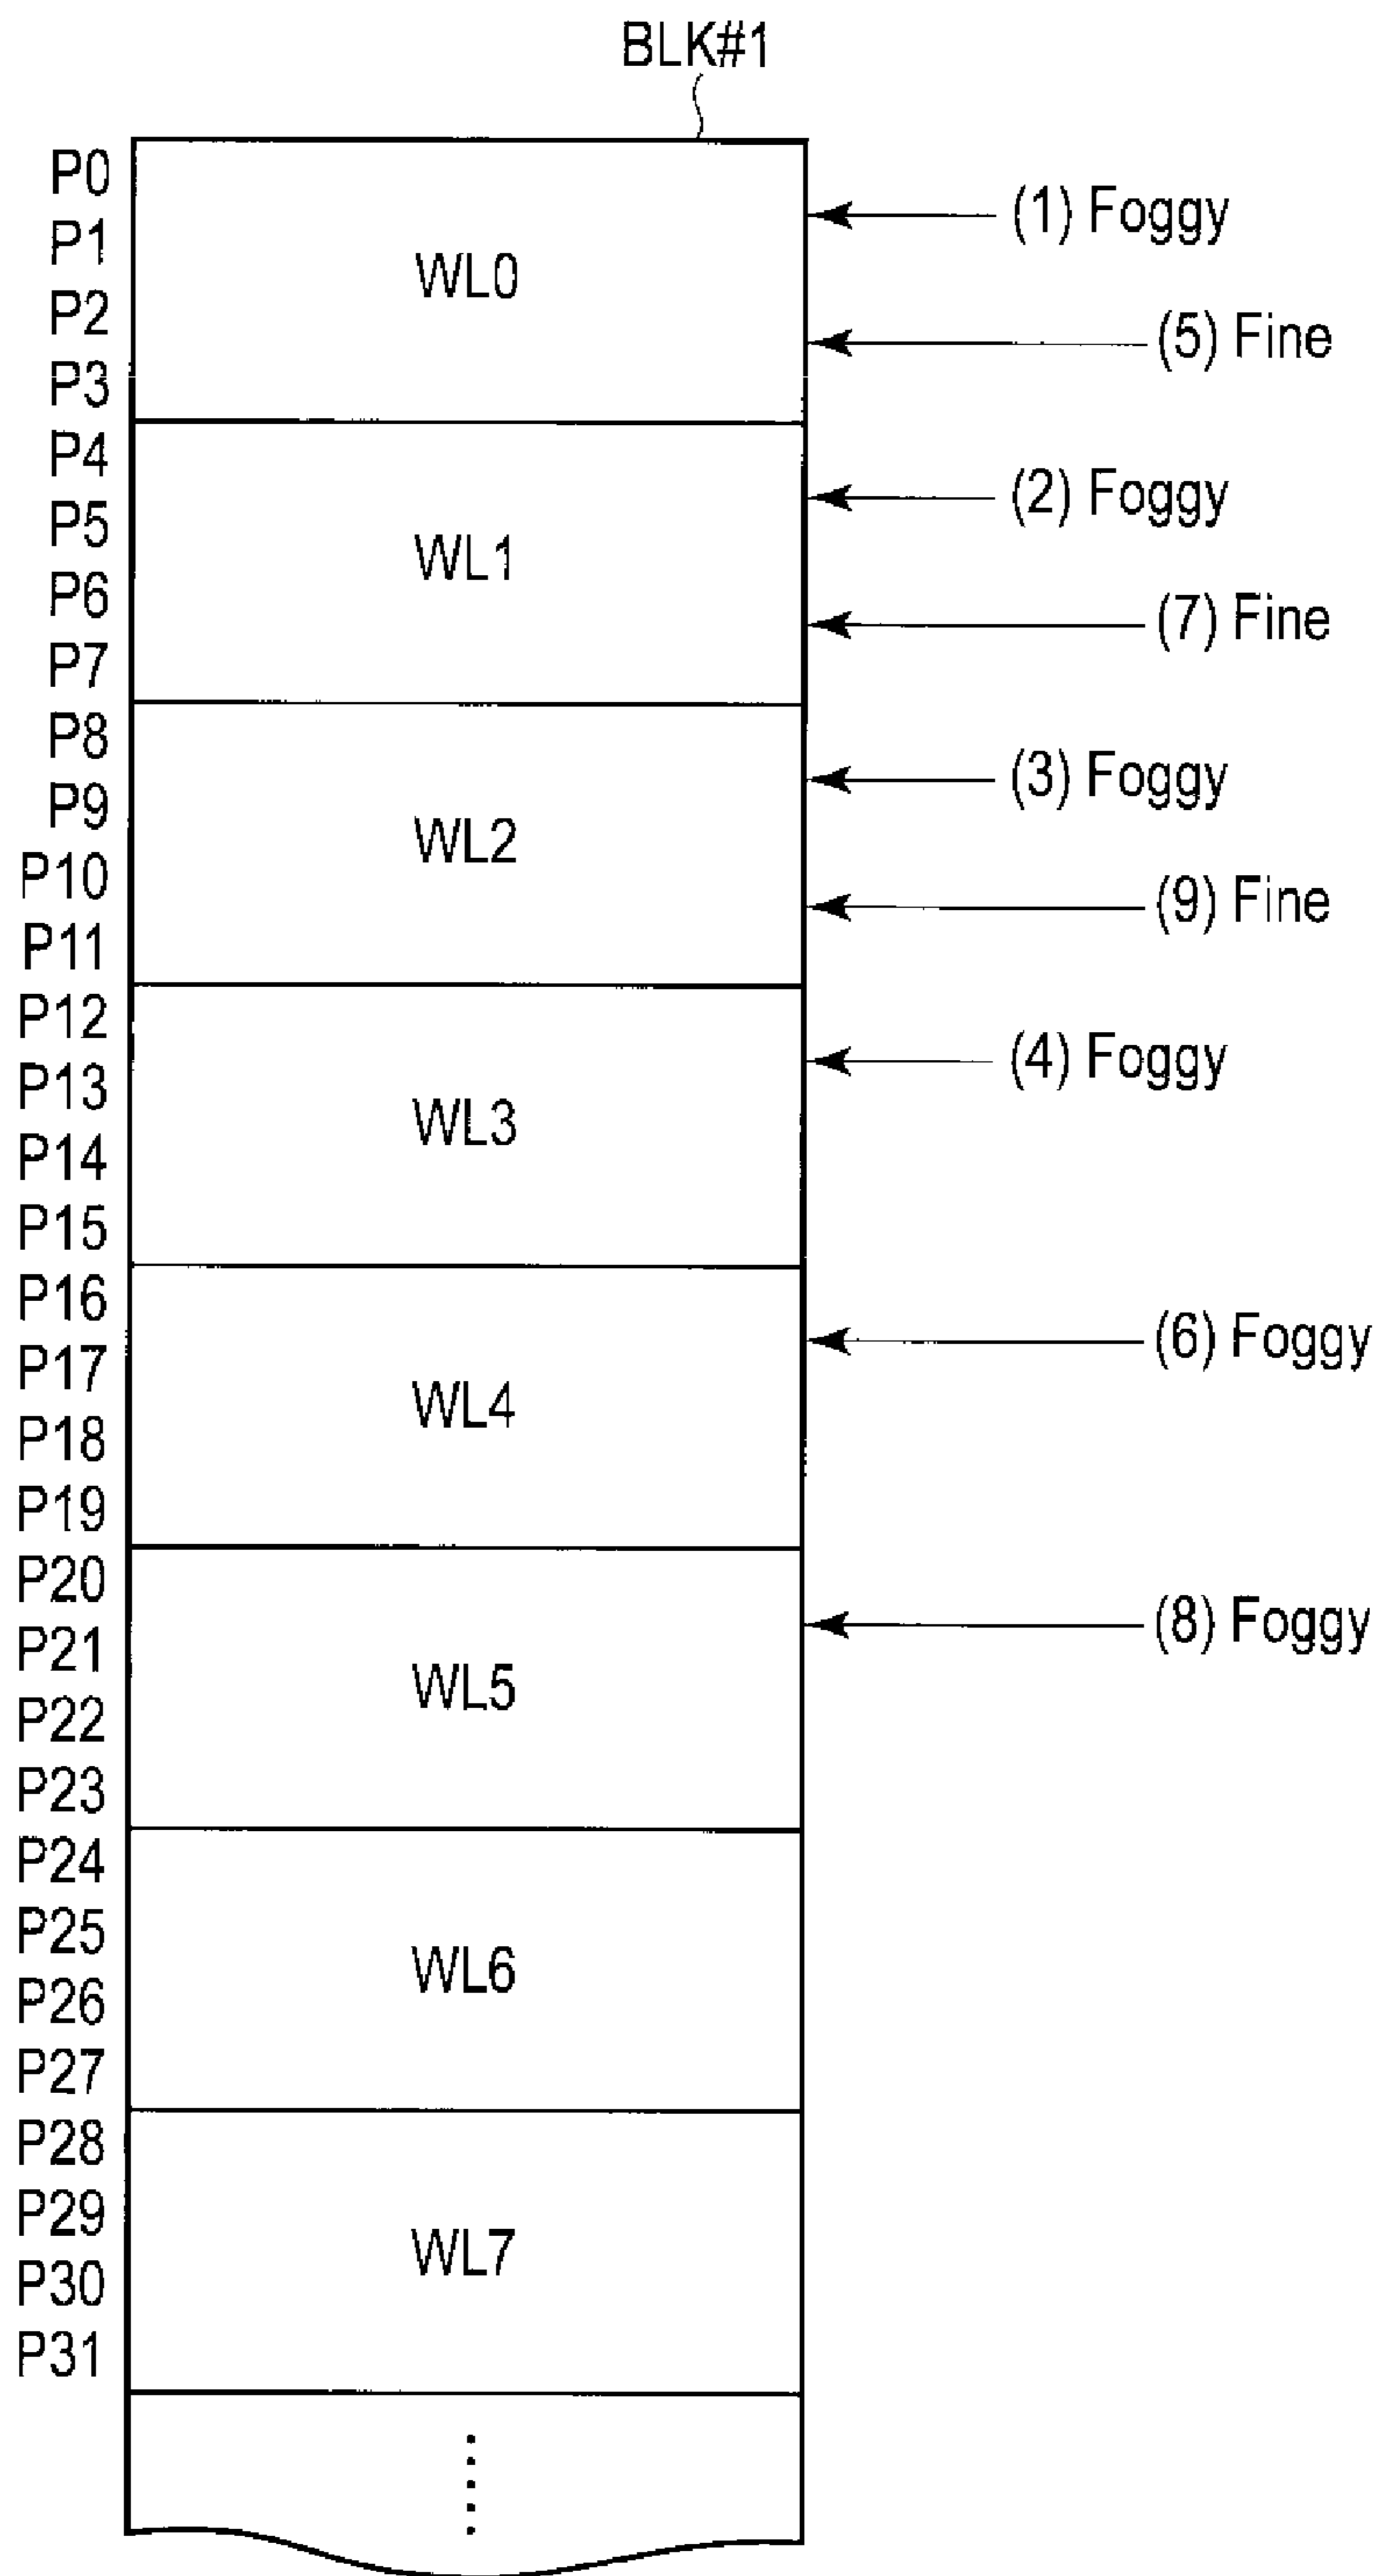 BLK#1
P0
(1) Foggy
P1
WL0
P2
(5) Fine
P3
P4
(2) Foggy
P5
WL1
P6
(7) Fine
P7
P8
(3) Foggy
P9
WL2
P10
(9) Fine
P11
P12
(4) Foggy
P13
WL3
P14
P15
P16
(6) Foggy
P17
WL4
P18
P19
P20
(8) Foggy
P21
WL5
P22
P23
P24
P25
WL6
P26
P27
P28
P29
WL7
P30
P31